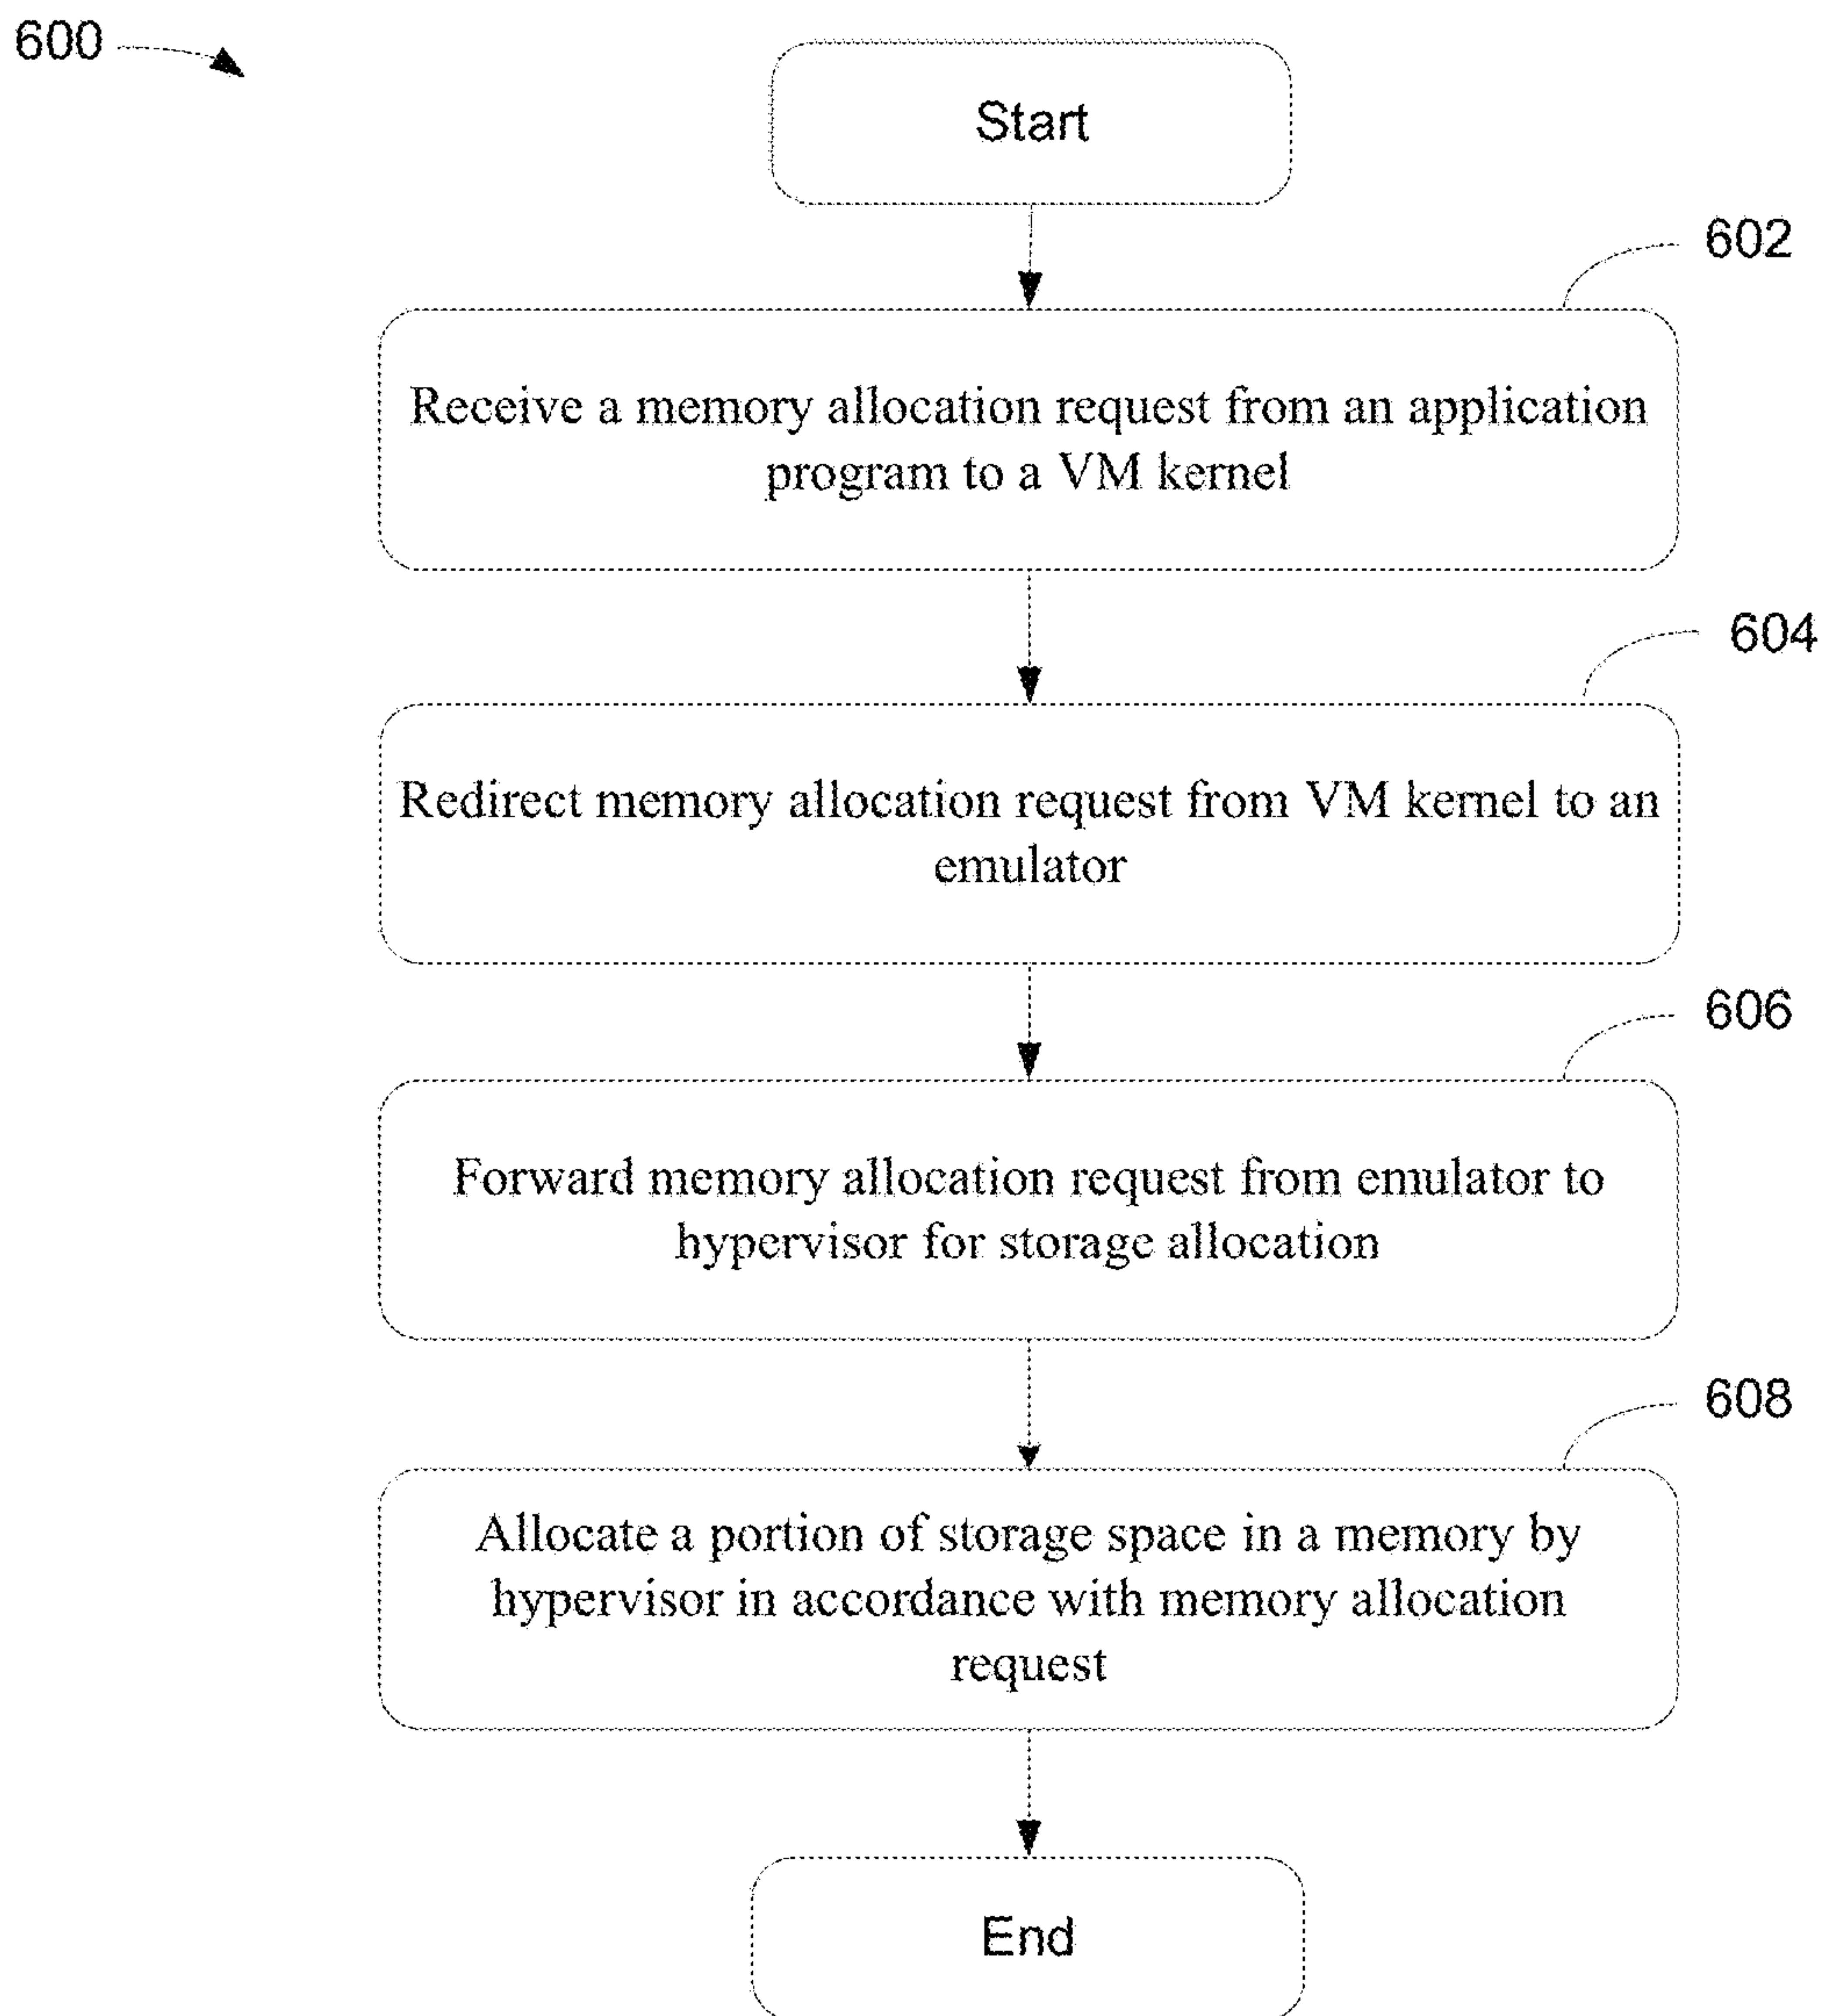 600
Start
602
Receive a memory allocation request from an application
program to a VM kernel
604
Redirect memory allocation request from VM kernel to an
emulator
606
Forward memory allocation request from emulator to
hypervisor for storage allocation
608
Allocate a portion of storage space in a memory by
hypervisor in accordance with memory allocation
request
End